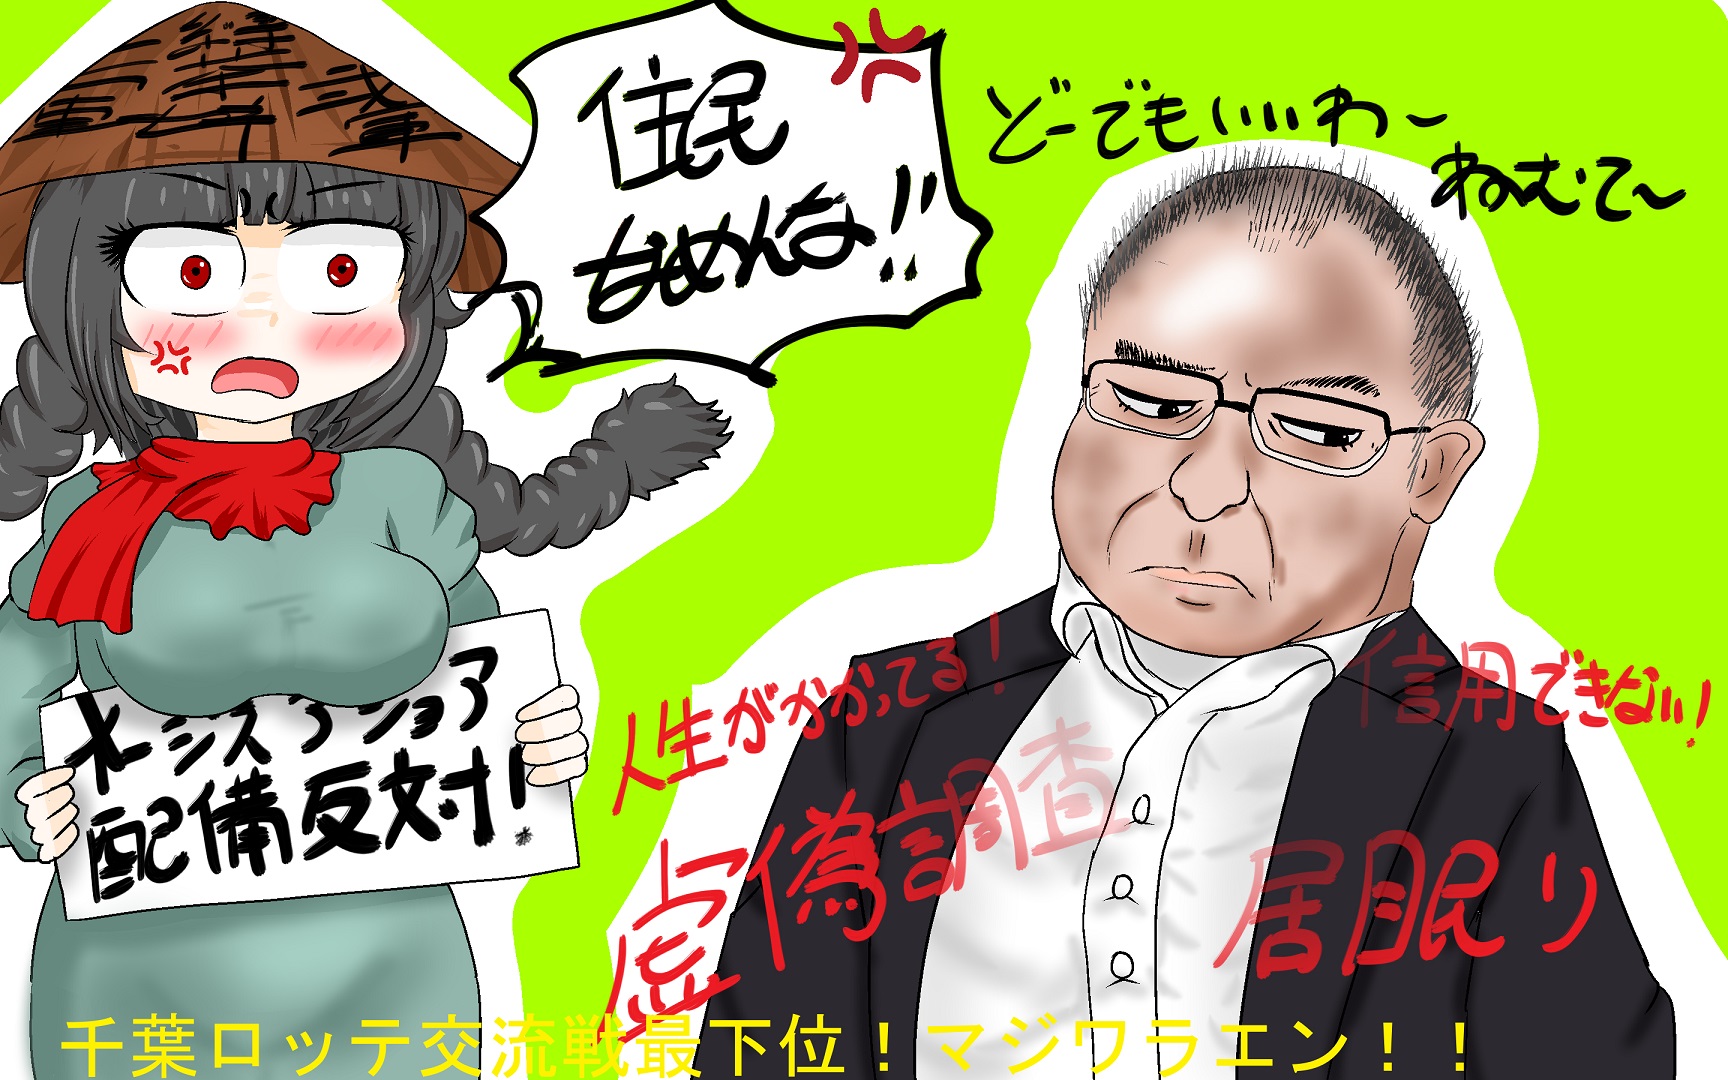 住民
なめんな!!
どーでもいいわー
ねむて〜
イージスアショア
配備反対!
人生がかかってる!
信用できない!
虚偽調査
居眠り
千葉ロッテ交流戦最下位！マジワラエン！！